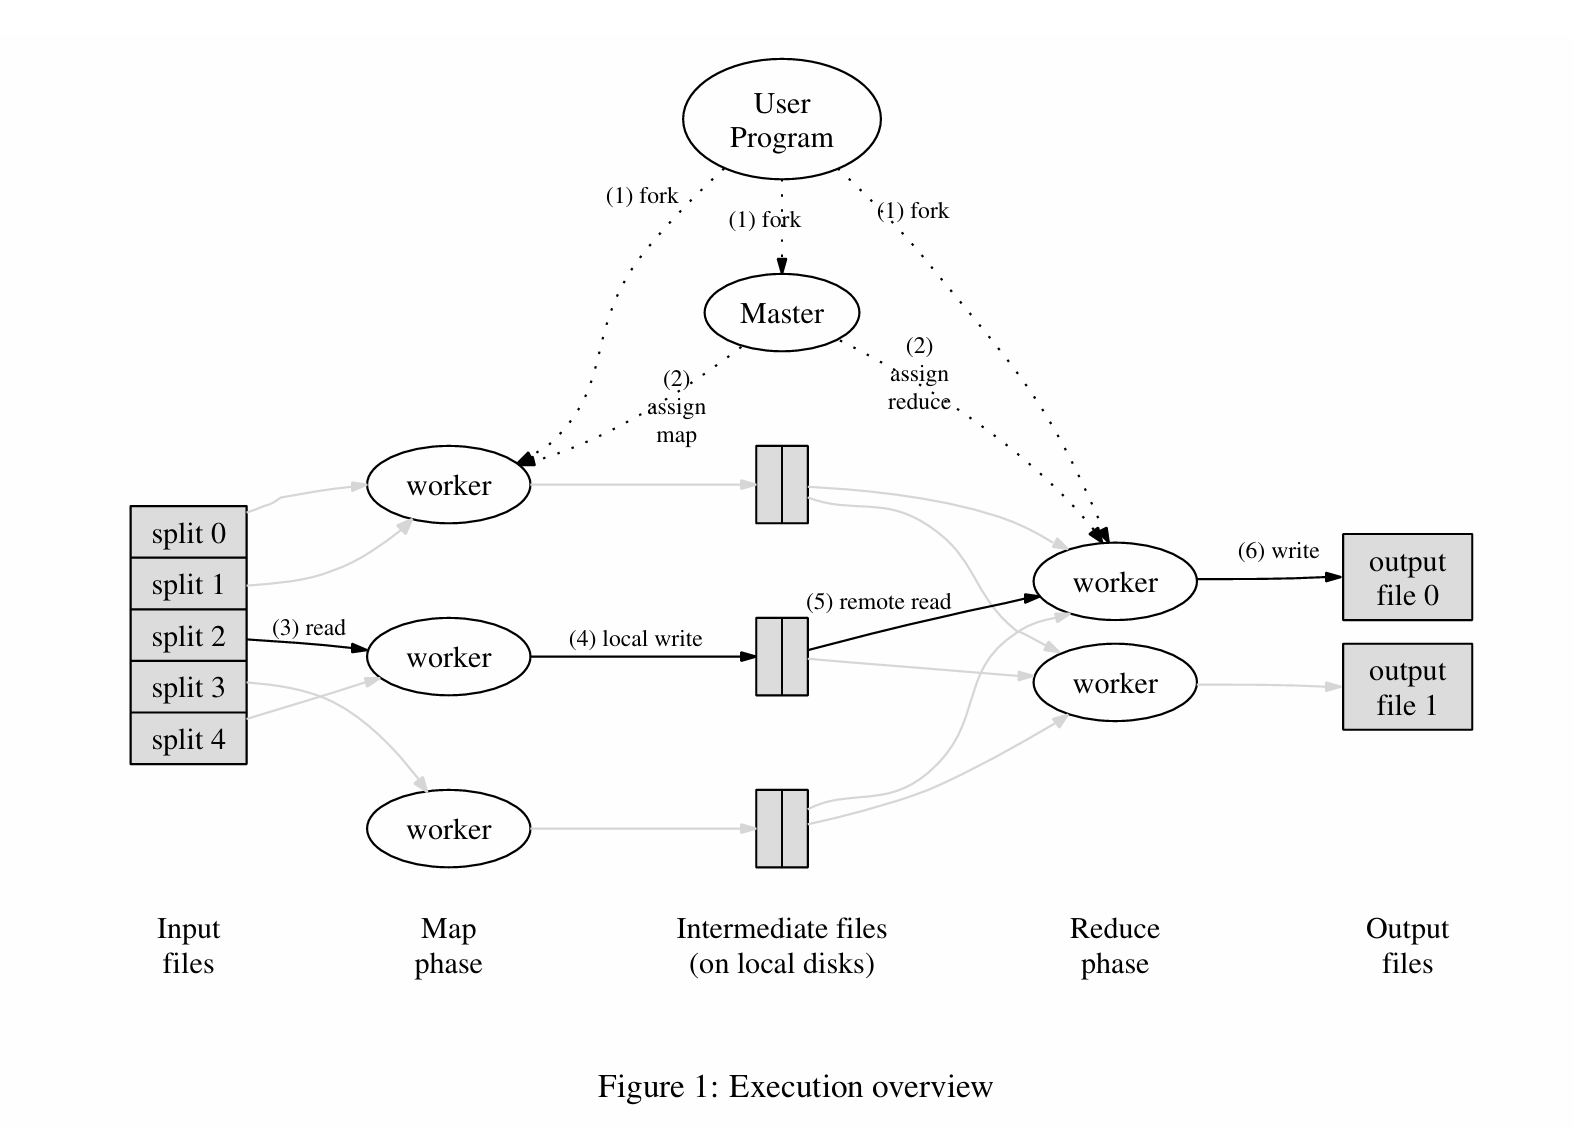 User
Program
(1) fork
(1) fork
(1) fork
Master
(2)
assign
map
(2)
assign
reduce
worker
split 0
split 1
split 2
split 3
split 4
(3) read
worker
(4) local write
(5) remote read
worker
(6) write
output
file 0
worker
output
file 1
worker
Input
files
Map
phase
Intermediate files
(on local disks)
Reduce
phase
Output
files
Figure 1: Execution overview